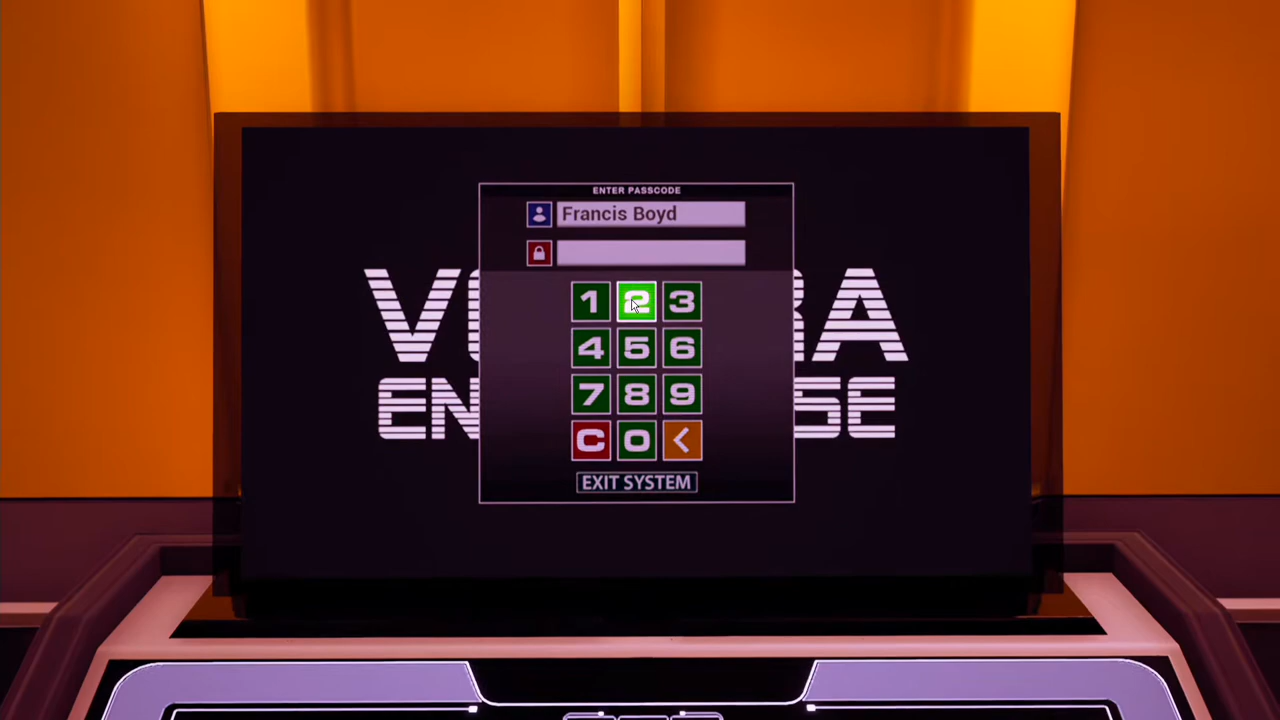 ENTER PASSCODE
Francis Boyd
1 2 3
4 5 6
7 8 9
C 0 <
EXIT SYSTEM